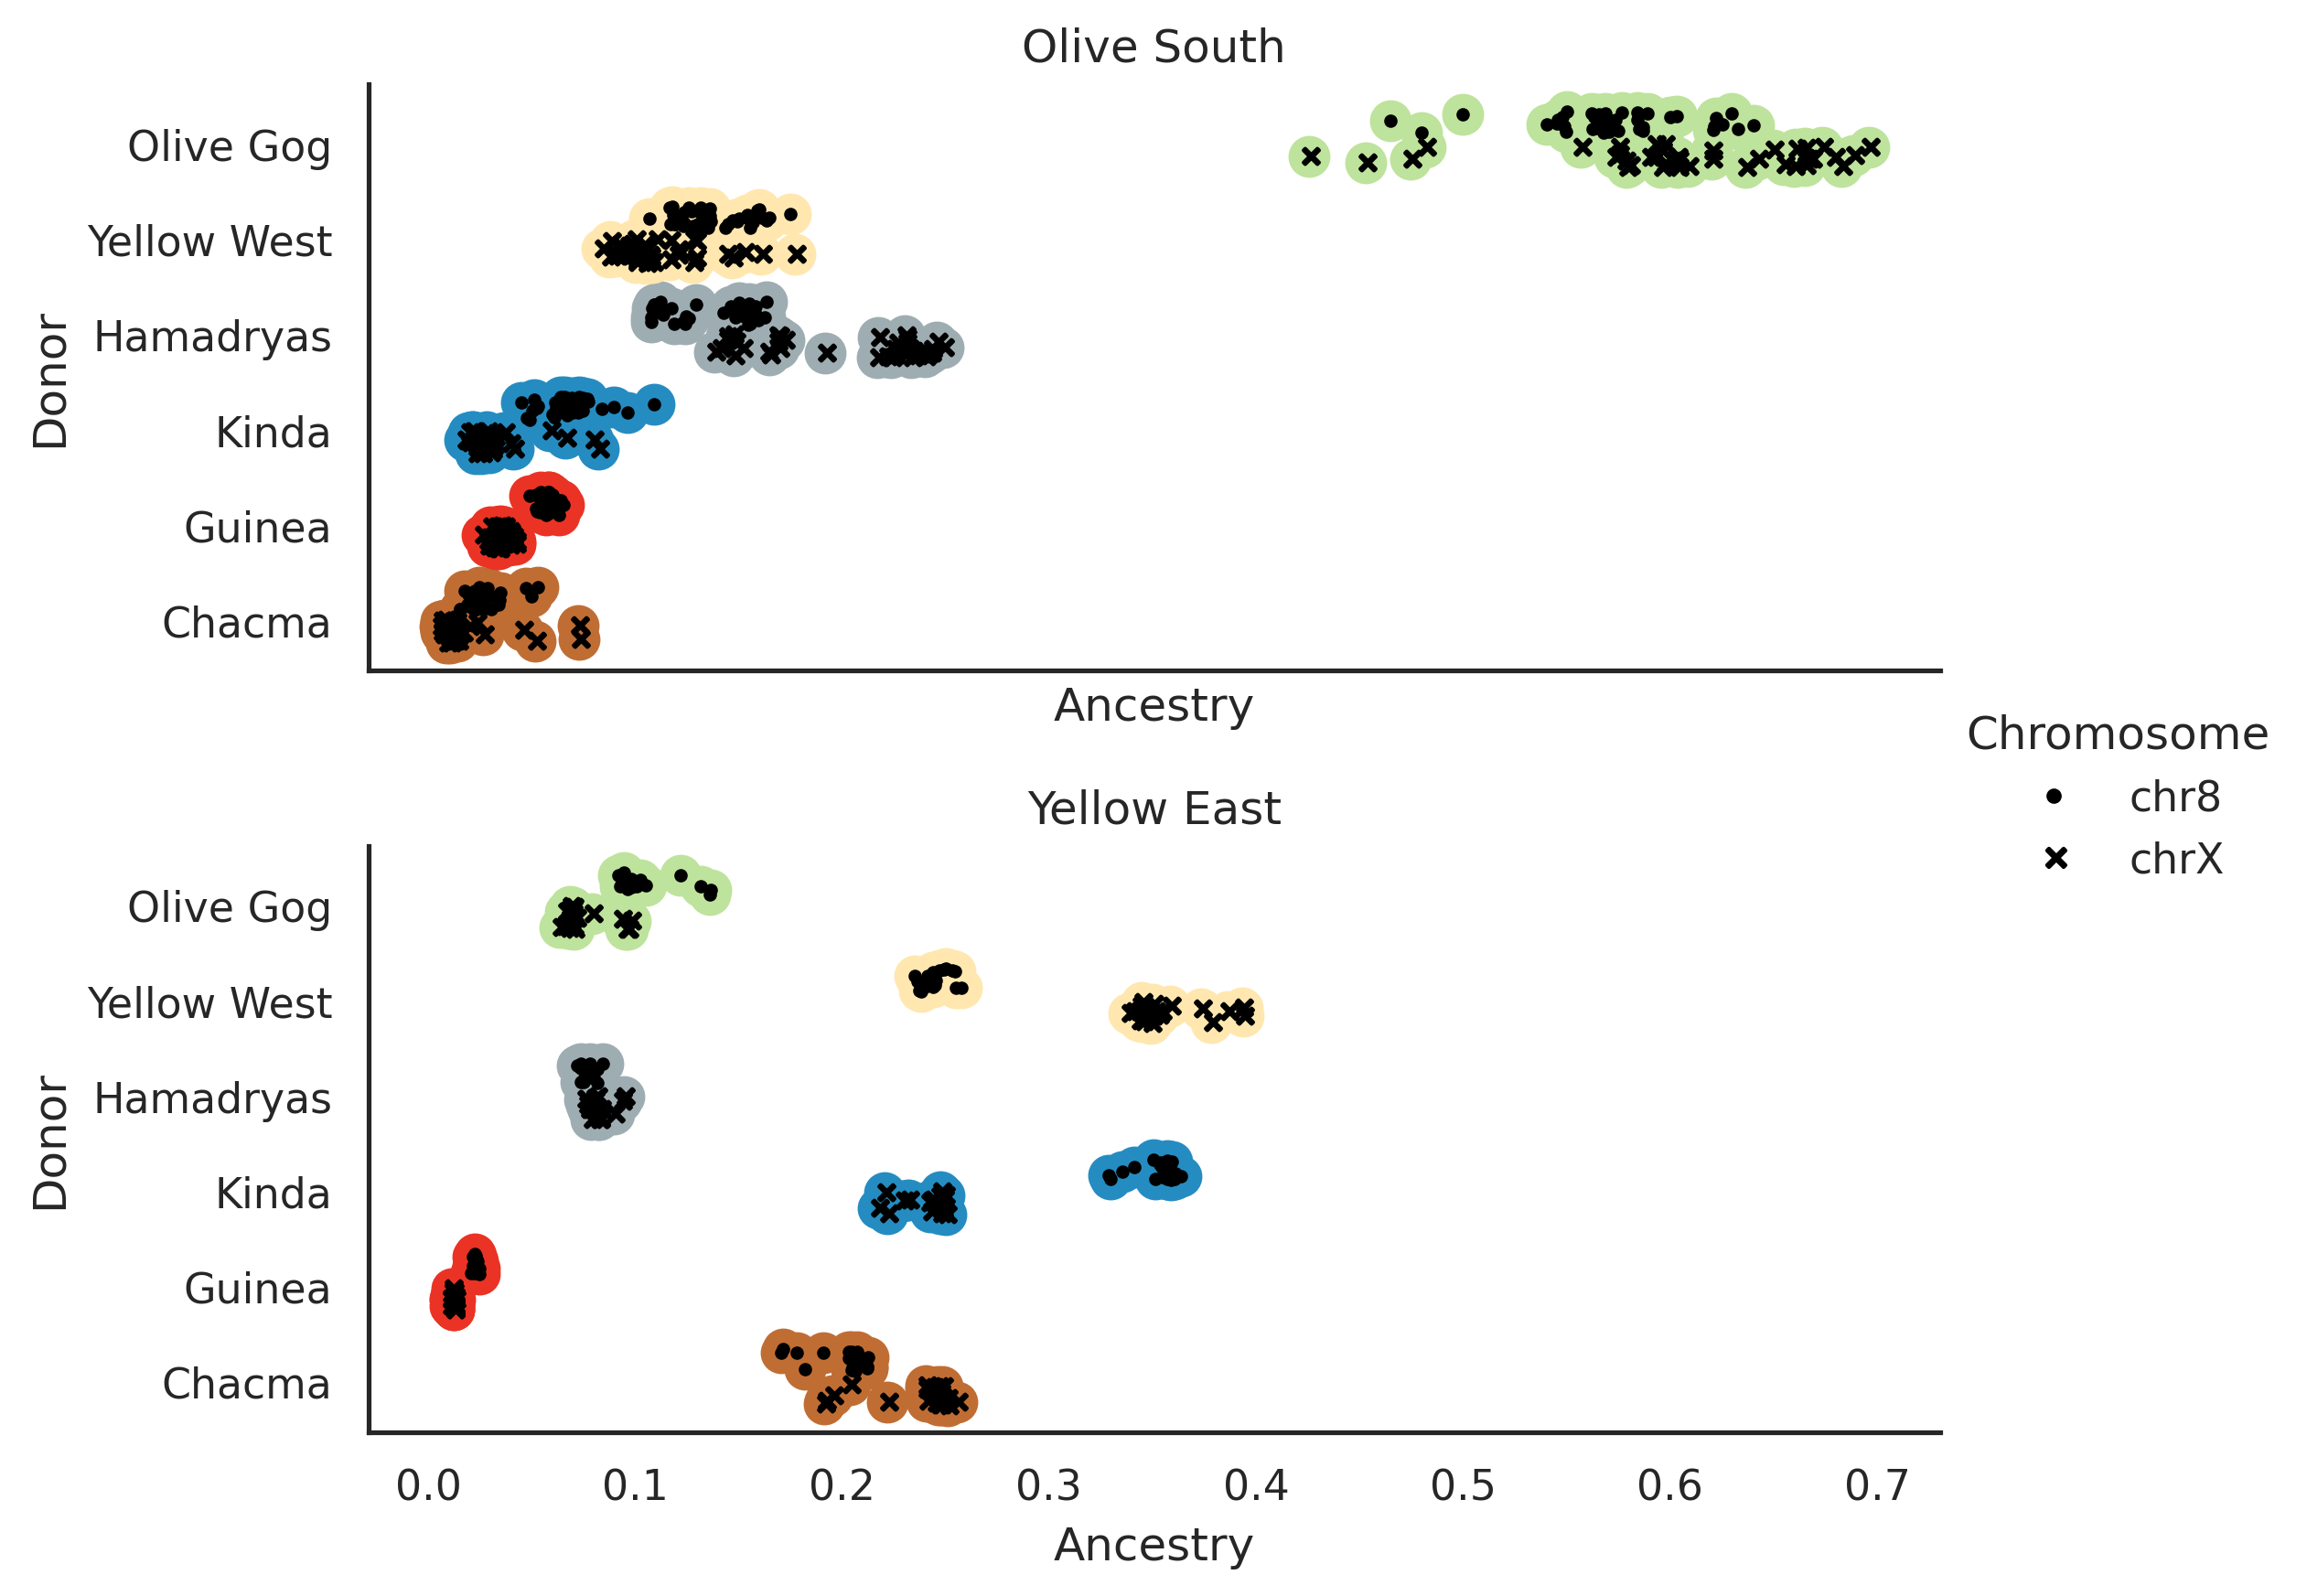 Olive South
Donor
Olive Gog
Yellow West
Hamadryas
Kinda
Guinea
Chacma
Ancestry
Chromosome
chr8
chrX
Yellow East
Donor
Olive Gog
Yellow West
Hamadryas
Kinda
Guinea
Chacma
0.0 0.1 0.2 0.3 0.4 0.5 0.6 0.7
Ancestry